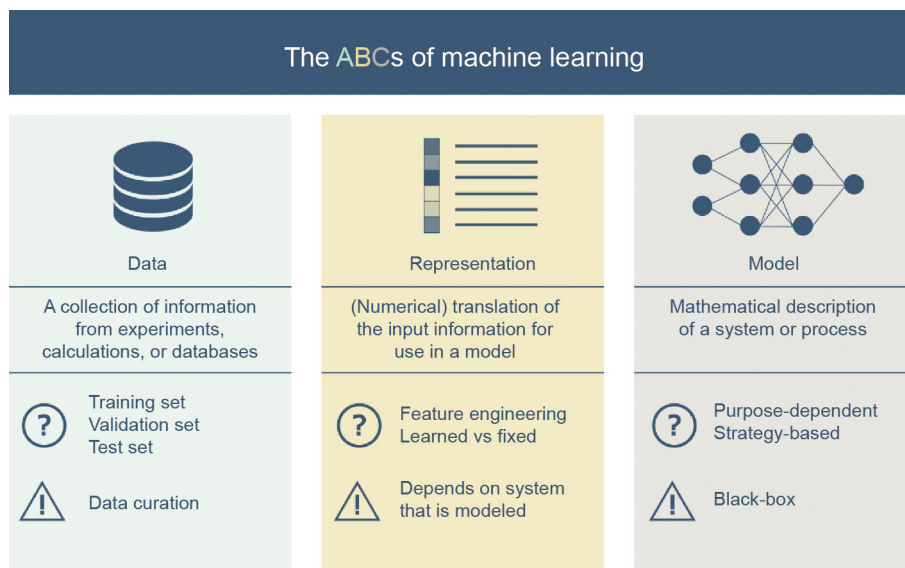 The ABCs of machine learning
Data
A collection of information
from experiments,
calculations, or databases
?
Training set
Validation set
Test set
!
Data curation
Representation
(Numerical) translation of
the input information for
use in a model
?
Feature engineering
Learned vs fixed
!
Depends on system
that is modeled
Model
Mathematical description
of a system or process
?
Purpose-dependent
Strategy-based
!
Black-box